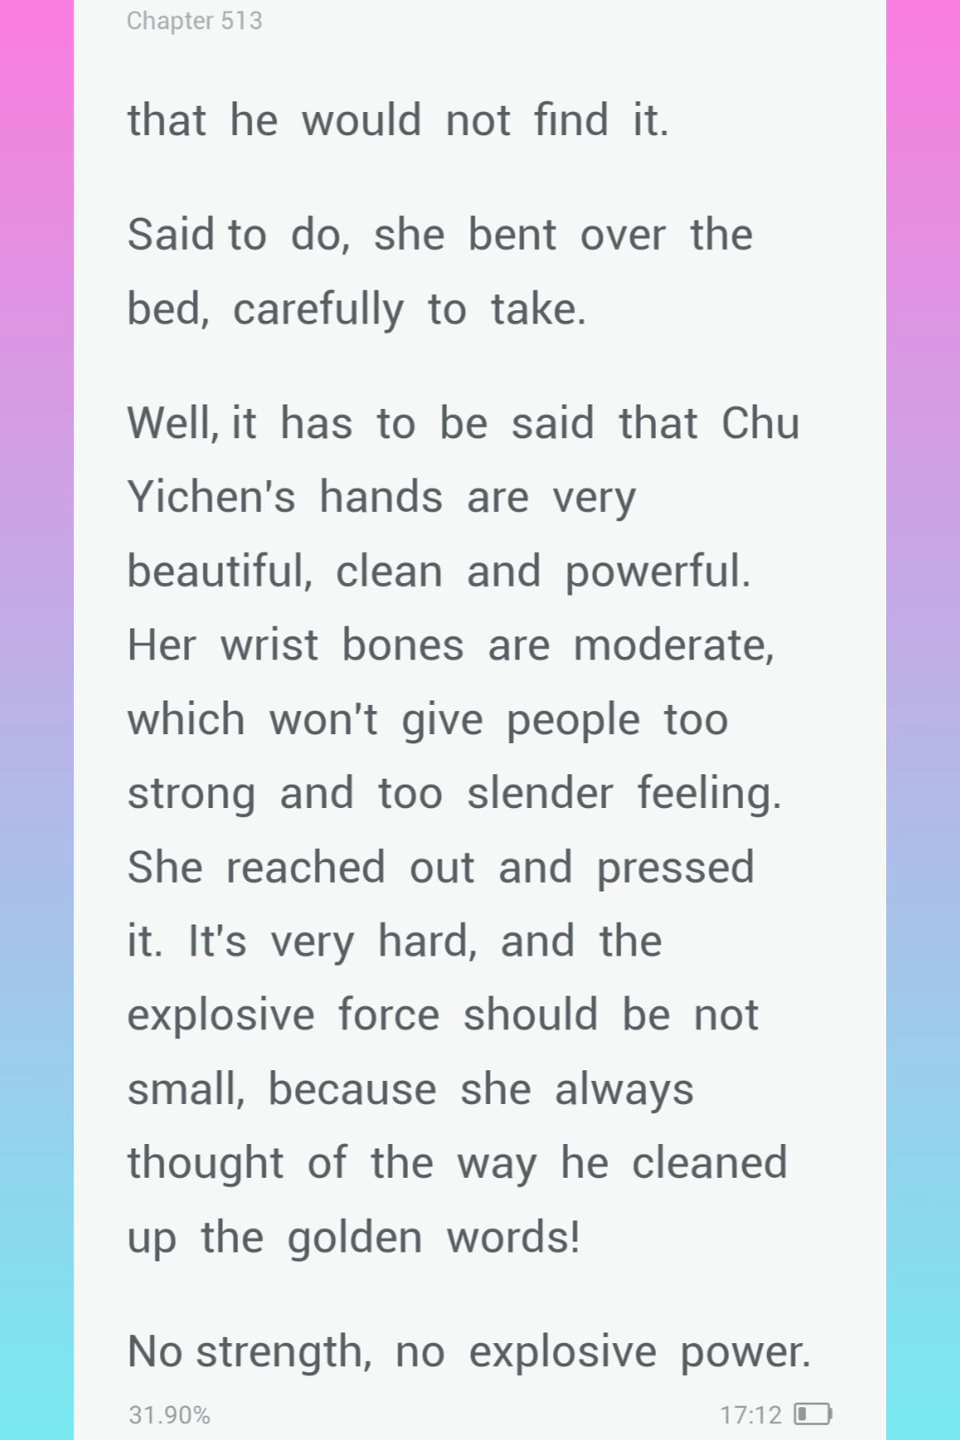 Chapter 513
that he would not find it.
Said to do, she bent over the
bed, carefully to take.
Well, it has to be said that Chu
Yichen's hands are very
beautiful, clean and powerful.
Her wrist bones are moderate,
which won't give people too
strong and too slender feeling.
She reached out and pressed
it. It's very hard, and the
explosive force should be not
small, because she always
thought of the way he cleaned
up the golden words!
No strength, no explosive power.
31.90% 17:12